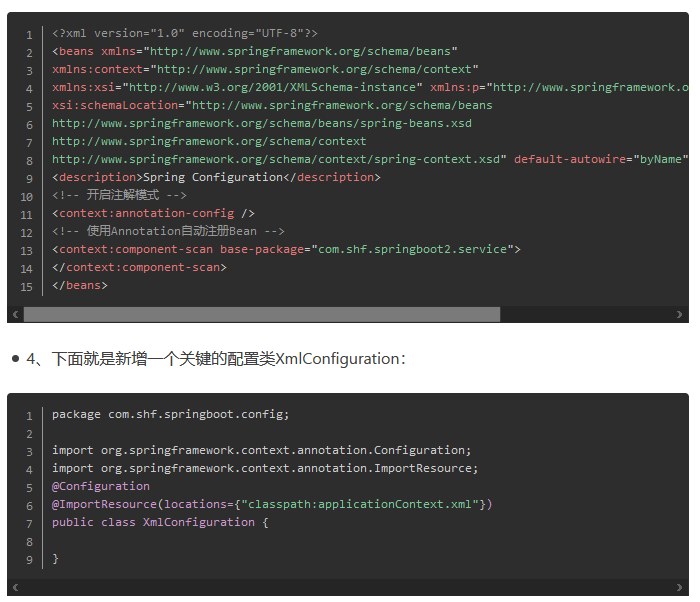 1 <?xml version="1.0" encoding="UTF-8"?>
2 <beans xmlns="http://www.springframework.org/schema/beans"
3 xmlns:context="http://www.springframework.org/schema/context"
4 xmlns:xsi="http://www.w3.org/2001/XMLSchema-instance" xmlns:p="http://www.springframework.o
5 xsi:schemaLocation="http://www.springframework.org/schema/beans
6 http://www.springframework.org/schema/beans/spring-beans.xsd
7 http://www.springframework.org/schema/context
8 http://www.springframework.org/schema/context/spring-context.xsd" default-autowire="byName"
9 <description>Spring Configuration</description>
10 <!-- 开启注解模式 -->
11 <context:annotation-config />
12 <!-- 使用Annotation自动注册Bean -->
13 <context:component-scan base-package="com.shf.springboot2.service">
14 </context:component-scan>
15 </beans>
• 4、下面就是新增一个关键的配置类XmlConfiguration：
1 package com.shf.springboot.config;
2
3 import org.springframework.context.annotation.Configuration;
4 import org.springframework.context.annotation.ImportResource;
5 @Configuration
6 @ImportResource(locations={"classpath:applicationContext.xml"})
7 public class XmlConfiguration {
8
9 }